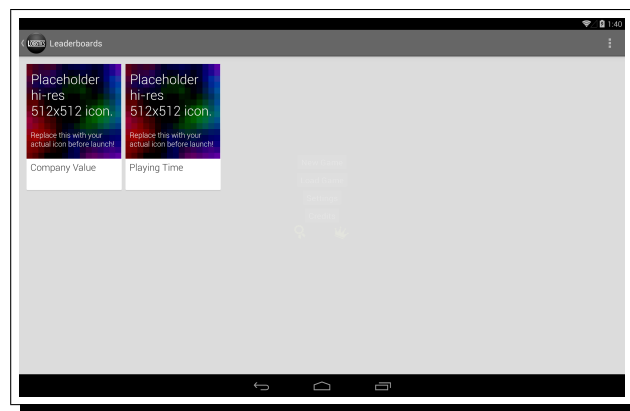 1:40
LOGISTICS
Leaderboards
Placeholder
hi-res
512x512 icon.
Replace this with your
actual icon before launch!
Company Value
Placeholder
hi-res
512x512 icon.
Replace this with your
actual icon before launch!
Playing Time